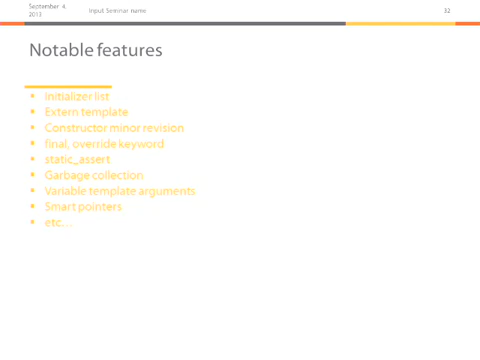 September 4,
2013
Input Seminar name
32
Notable features
▪ Initializer list
▪ Extern template
▪ Constructor minor revision
▪ final, override keyword
▪ static_assert
▪ Garbage collection
▪ Variable template arguments
▪ Smart pointers
▪ etc…